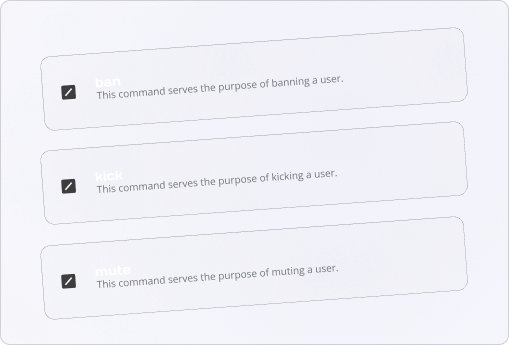 ban
This command serves the purpose of banning a user.
kick
This command serves the purpose of kicking a user.
mute
This command serves the purpose of muting a user.